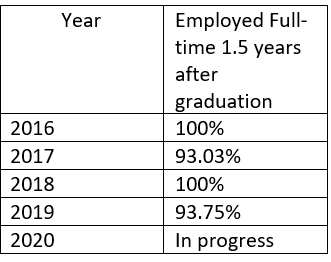 Year Employed Full-
time 1.5 years
after
graduation
2016 100%
2017 93.03%
2018 100%
2019 93.75%
2020 In progress